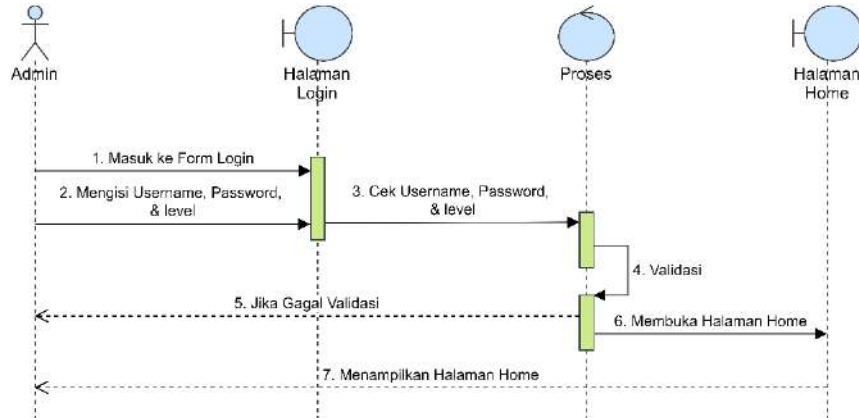 Admin
Halaman
Login
Proses
Halaman
Home
1. Masuk ke Form Login
2. Mengisi Username, Password,
& level
3. Cek Username, Password,
& level
4. Validasi
5. Jika Gagal Validasi
6. Membuka Halaman Home
7. Menampilkan Halaman Home